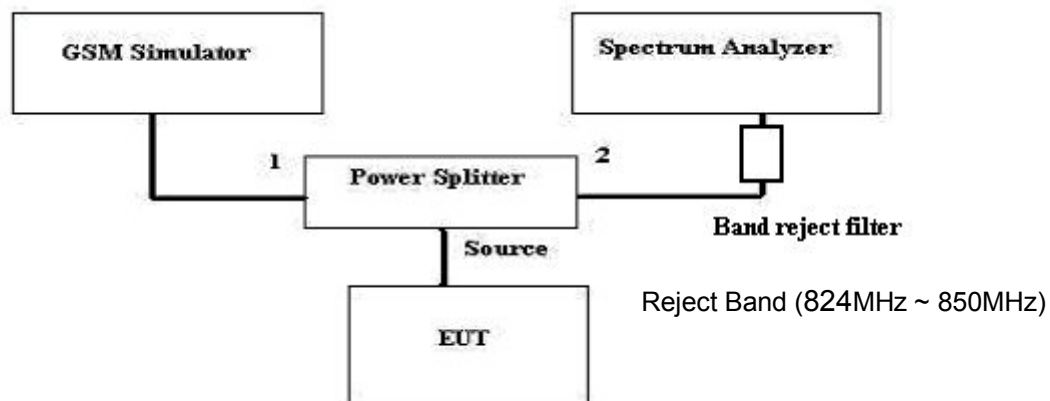 GSM Simulator
Spectrum Analyzer
1
2
Power Splitter
Band reject filter
Source
Reject Band (824MHz ~ 850MHz)
EUT